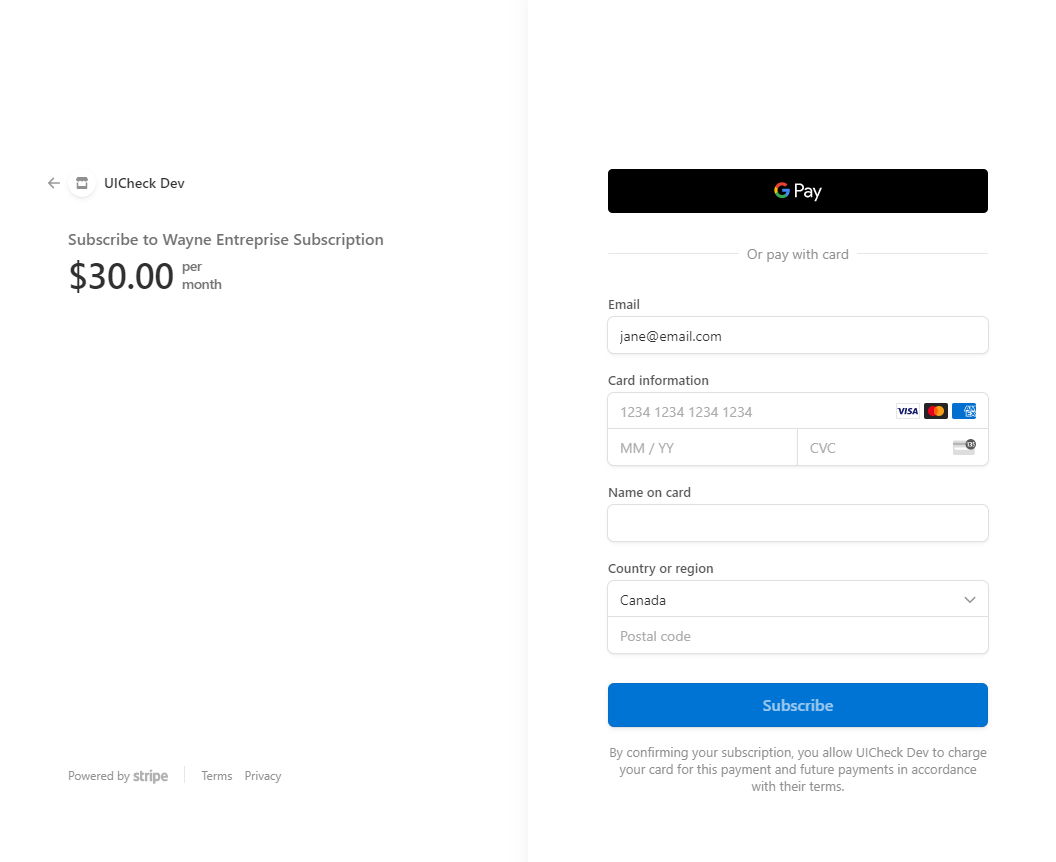 UICheck Dev
Subscribe to Wayne Entreprise Subscription
$30.00 per
month
Powered by stripe
Terms
Privacy
G Pay
Or pay with card
Email
jane@email.com
Card information
1234 1234 1234 1234
VISA
AM
EX
MM / YY
CVC
135
Name on card
Country or region
Canada
Postal code
Subscribe
By confirming your subscription, you allow UICheck Dev to charge
your card for this payment and future payments in accordance
with their terms.